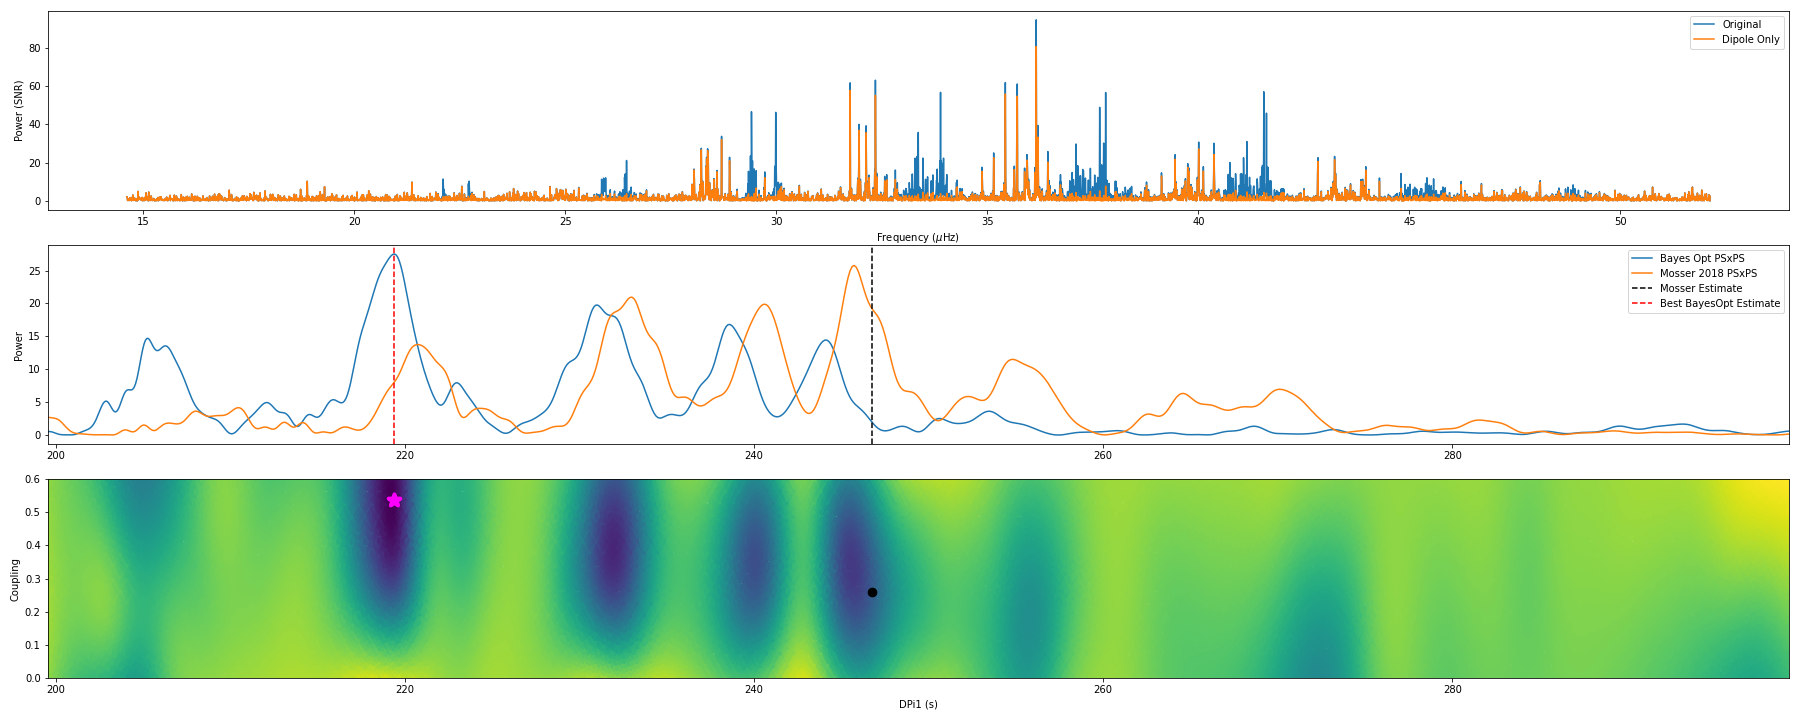 Original
Dipole Only
Power (SNR)
80
60
40
20
0
15 20 25 30 35 40 45 50
Frequency (μHz)
Bayes Opt PSxPS
Mosser 2018 PSxPS
Mosser Estimate
Best BayesOpt Estimate
Power
25
20
15
10
5
0
200 220 240 260 280
Coupling
0.6
0.5
0.4
0.3
0.2
0.1
0.0
200 220 240 260 280
DPi1 (s)